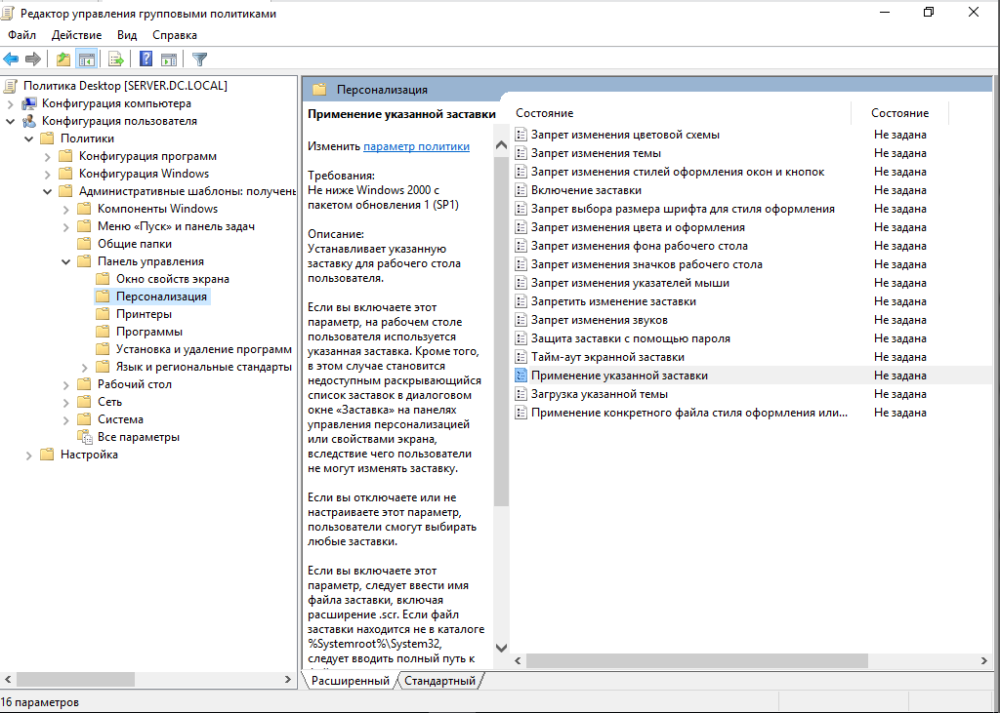 Редактор управления групповыми политиками
Файл Действие Вид Справка
Политика Desktop [SERVER.DC.LOCAL]
Конфигурация компьютера
Конфигурация пользователя
Политики
Конфигурация программ
Конфигурация Windows
Административные шаблоны: получены
Компоненты Windows
Меню «Пуск» и панель задач
Общие папки
Панель управления
Окно свойств экрана
Персонализация
Принтеры
Программы
Установка и удаление программ
Язык и региональные стандарты
Рабочий стол
Сеть
Система
Все параметры
Настройка
Персонализация
Применение указанной заставки
Изменить параметр политики
Требования:
Не ниже Windows 2000 с
пакетом обновления 1 (SP1)
Описание:
Устанавливает указанную
заставку для рабочего стола
пользователя.
Если вы включаете этот
параметр, на рабочем столе
пользователя используется
указанная заставка. Кроме того,
в этом случае становится
недоступным раскрывающийся
список заставок в диалоговом
окне «Заставка» на панелях
управления персонализацией
или свойствами экрана,
вследствие чего пользователи
не могут изменять заставку.
Если вы отключаете или не
настраиваете этот параметр,
пользователи смогут выбирать
любые заставки.
Если вы включаете этот
параметр, следует ввести имя
файла заставки, включая
расширение .scr. Если файл
заставки находится не в каталоге
%Systemroot%\System32,
следует вводить полный путь к
Состояние Состояние
Запрет изменения цветовой схемы Не задана
Запрет изменения темы Не задана
Запрет изменения стилей оформления окон и кнопок Не задана
Включение заставки Не задана
Запрет выбора размера шрифта для стиля оформления Не задана
Запрет изменения цвета и оформления Не задана
Запрет изменения фона рабочего стола Не задана
Запрет изменения значков рабочего стола Не задана
Запрет изменения указателей мыши Не задана
Запретить изменение заставки Не задана
Запрет изменения звуков Не задана
Защита заставки с помощью пароля Не задана
Тайм-аут экранной заставки Не задана
Применение указанной заставки Не задана
Загрузка указанной темы Не задана
Применение конкретного файла стиля оформления или... Не задана
Расширенный Стандартный
16 параметров